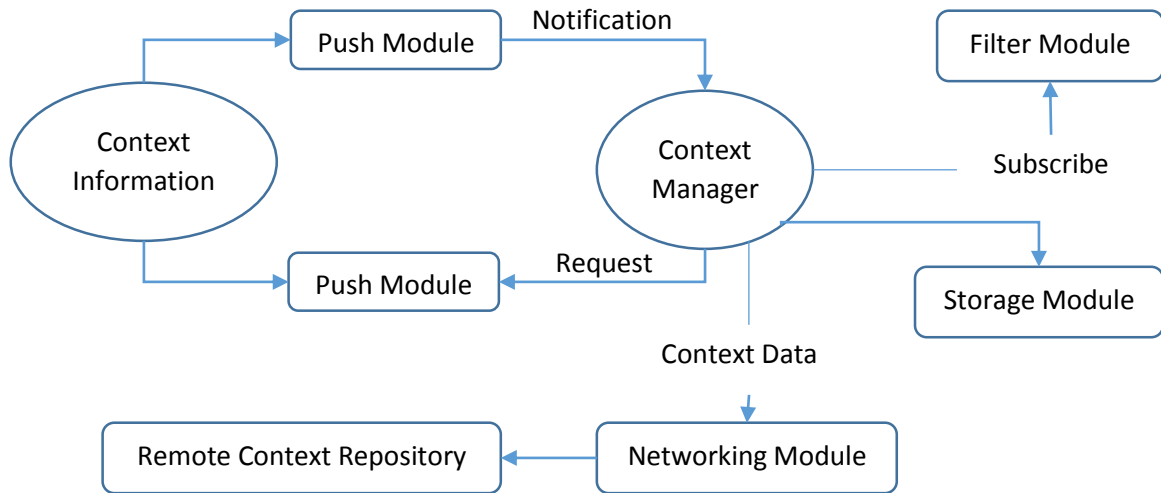 Notification
Push Module
Filter Module
Context
Information
Context
Manager
Subscribe
Request
Push Module
Storage Module
Context Data
Remote Context Repository
Networking Module